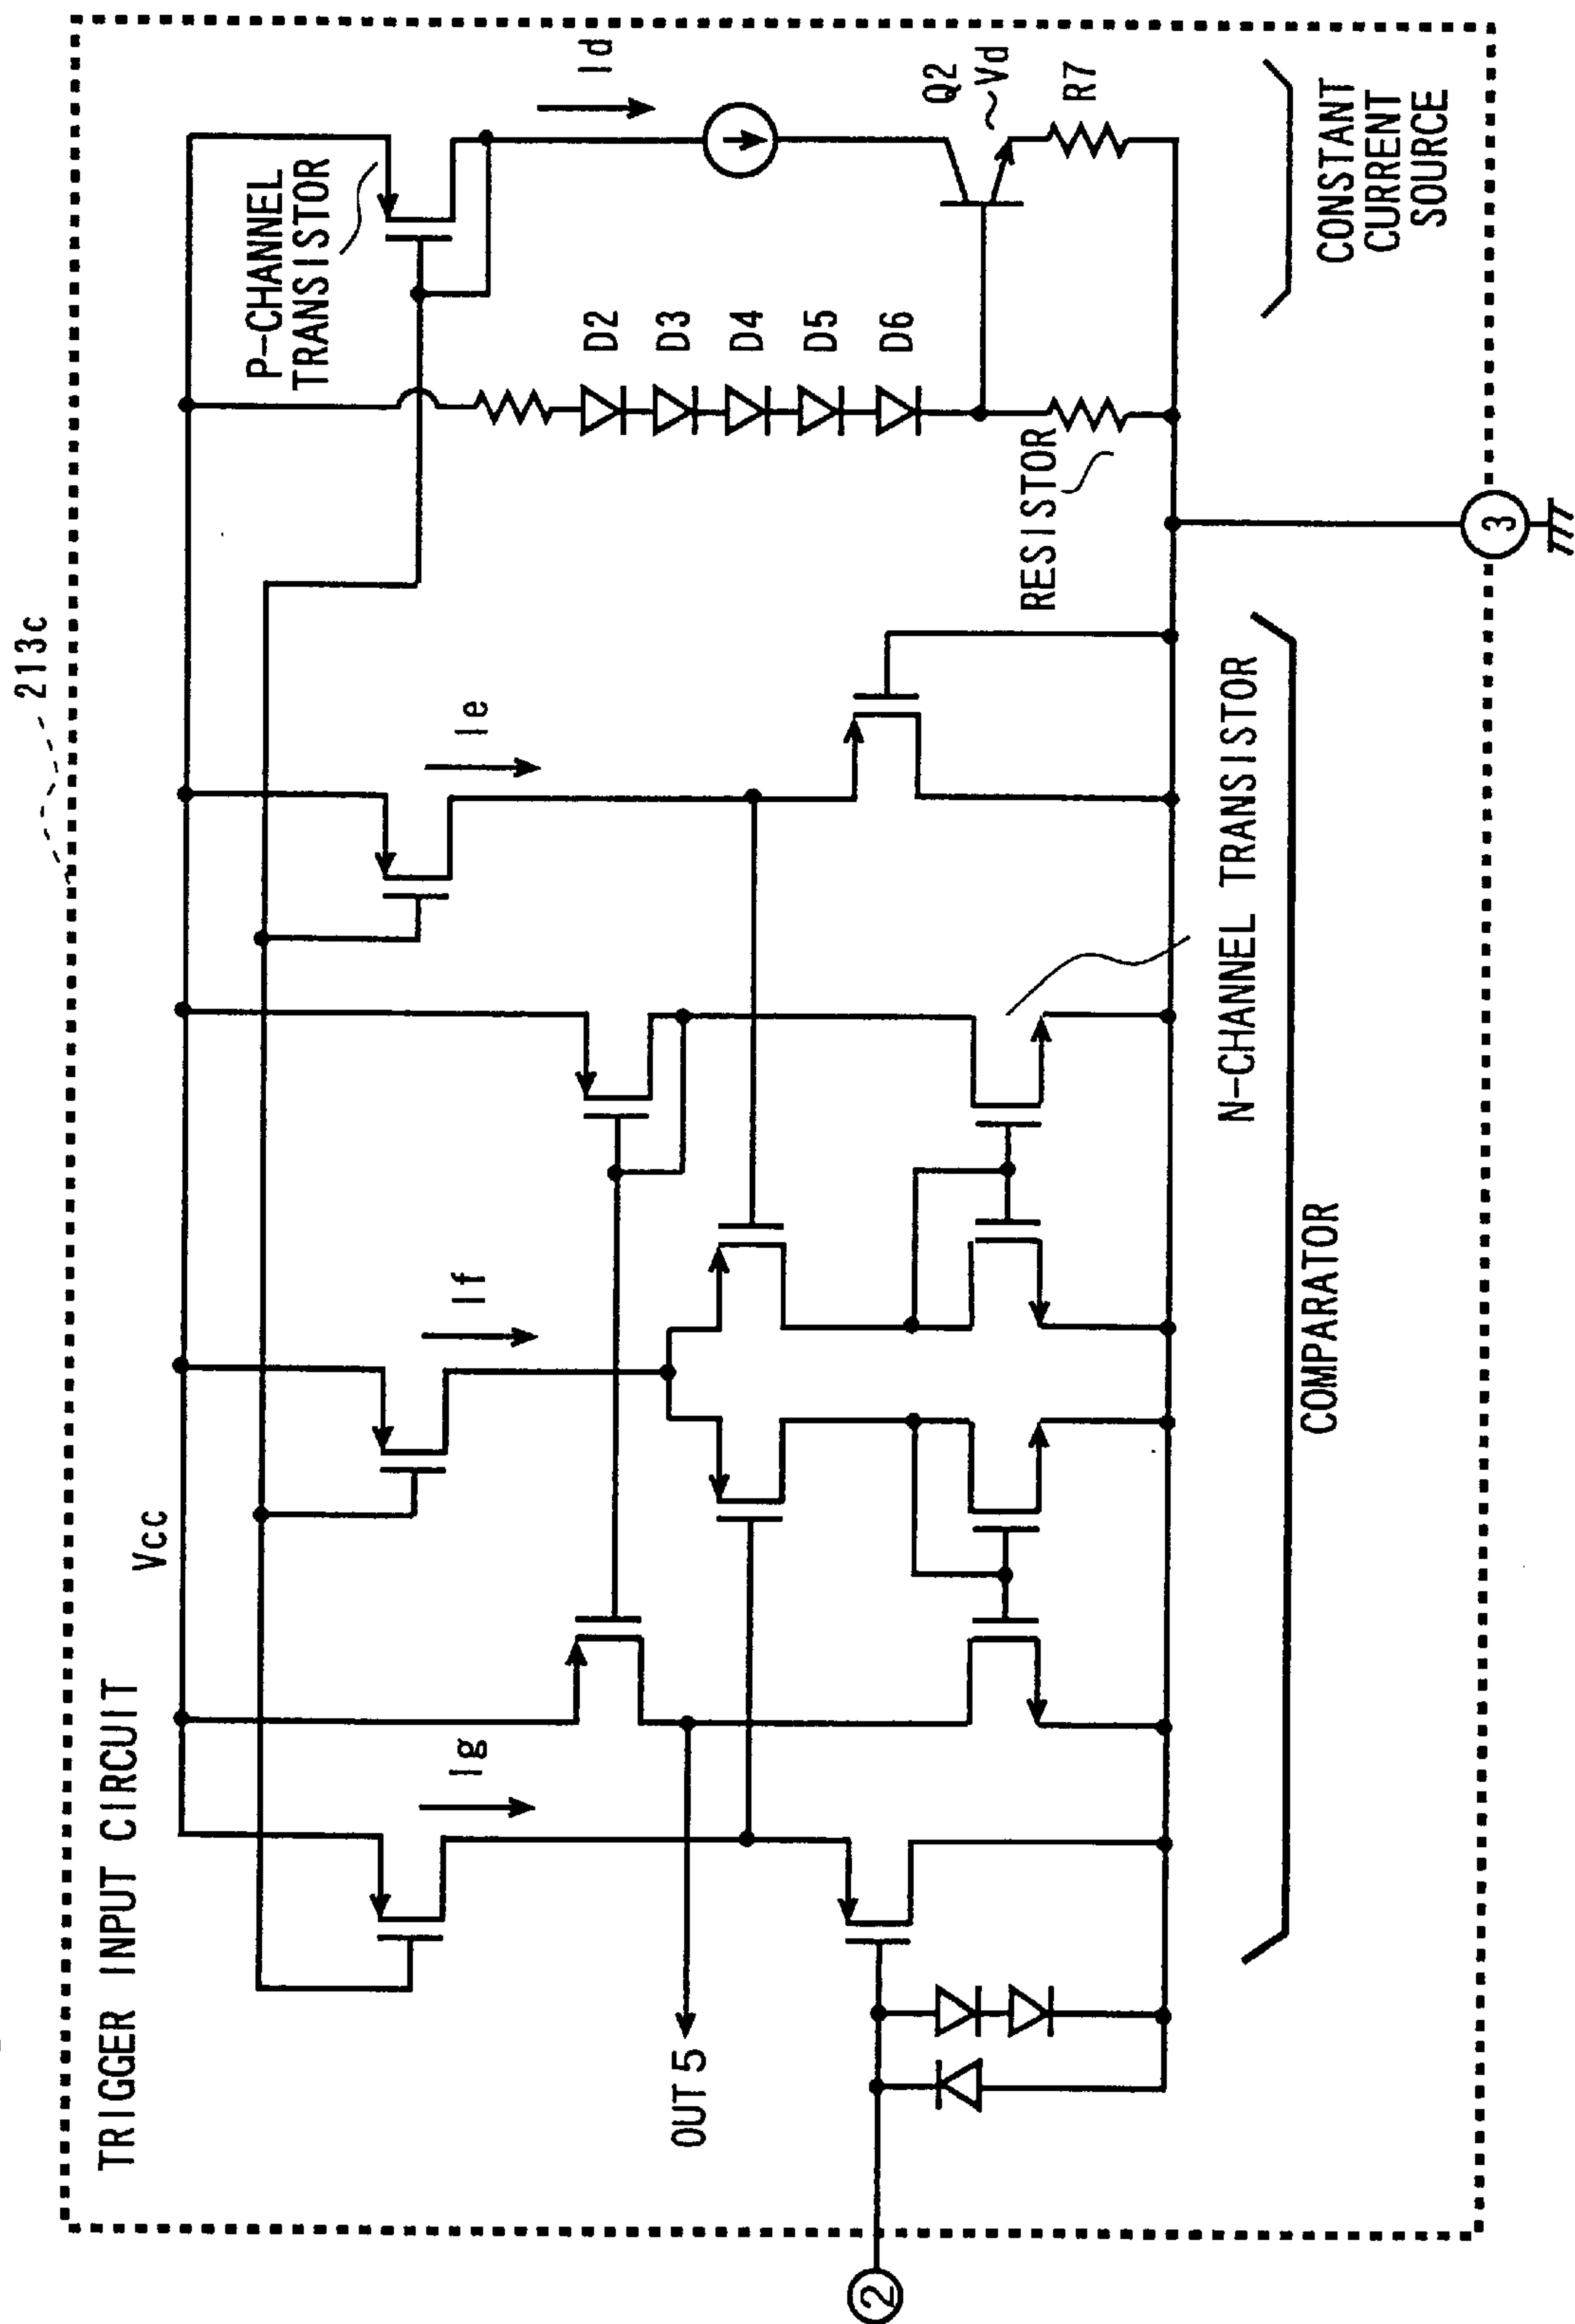 213c
TRIGGER INPUT CIRCUIT
Vcc
P-CHANNEL
TRANSISTOR
Ig
If
Ie
Id
D2
D3
D4
D5
D6
OUT 5
Q2
Vd
R7
RESISTOR
2
N-CHANNEL TRANSISTOR
COMPARATOR
CONSTANT
CURRENT
SOURCE
3